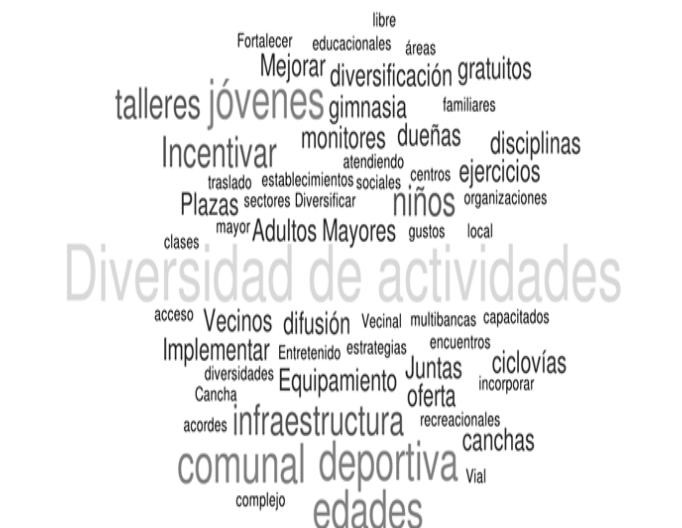 libre
Fortalecer educacionales áreas
Mejorar diversificación gratuitos
talleres jóvenes gimnasia familiares
Incentivar monitores dueñas disciplinas
atendiendo
traslado establecimientos sociales centros ejercicios
Plazas sectores Diversificar niños organizaciones
clases mayor Adultos Mayores gustos local
Diversidad de actividades
acceso Vecinos difusión Vecinal multibancas capacitados
Implementar Entretenido estrategias encuentros
diversidades Equipamiento Juntas ciclovías
Cancha oferta incorporar
acordes infraestructura recreacionales
canchas
comunal deportiva Vial
complejo edades